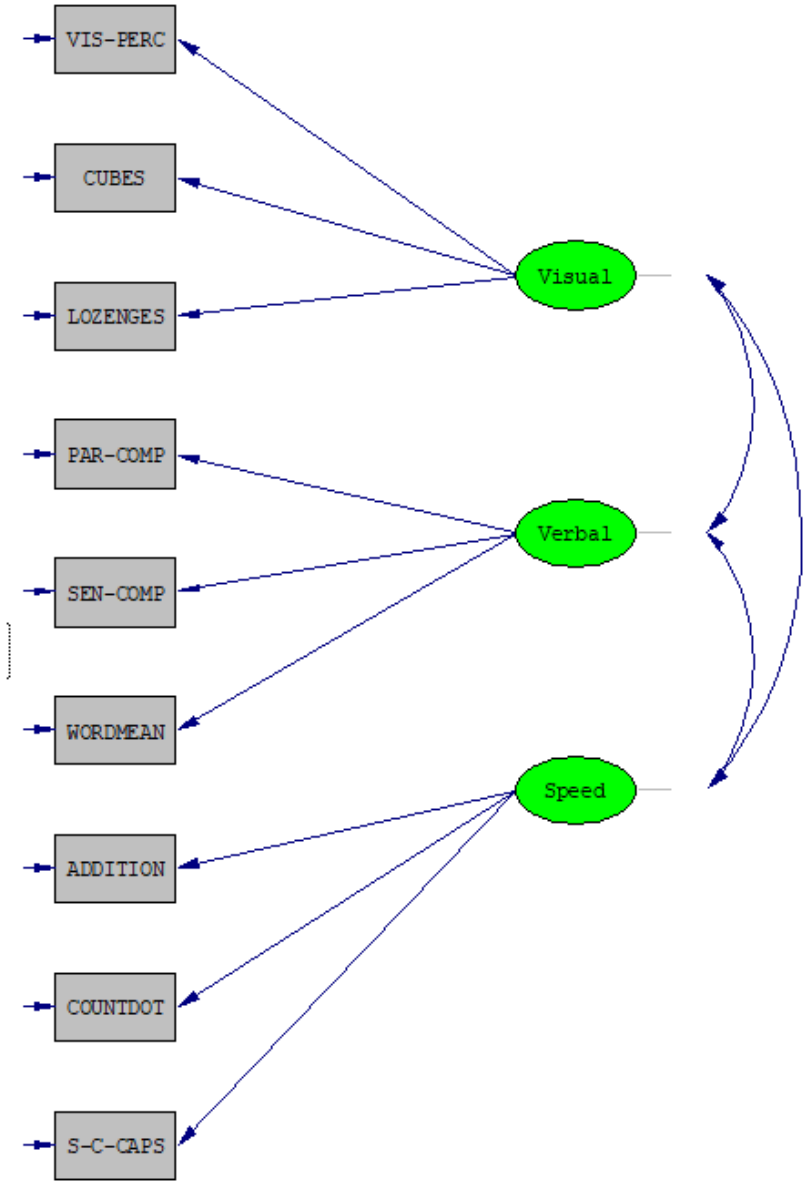 VIS-PERC
CUBES
Visual
LOZENGES
PAR-COMP
Verbal
SEN-COMP
WORDMEAN
Speed
ADDITION
COUNTDOT
S-C-CAPS